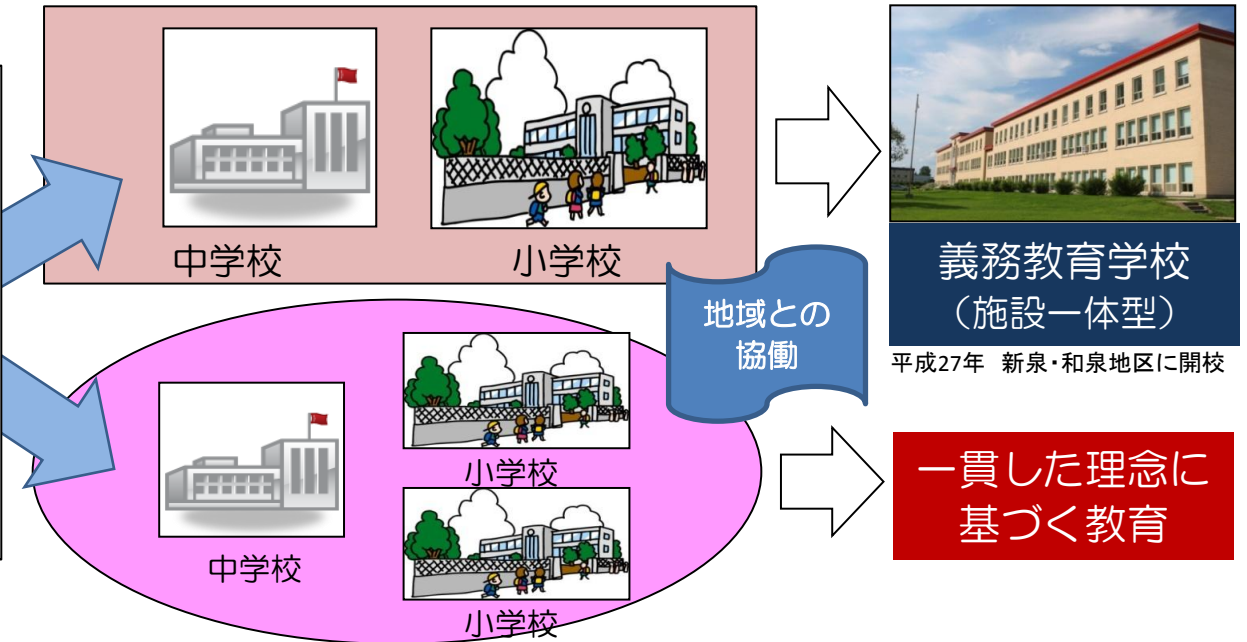 中学校
小学校
地域との
協働
義務教育学校
（施設一体型）
平成27年　新泉・和泉地区に開校
小学校
中学校
小学校
一貫した理念に
基づく教育